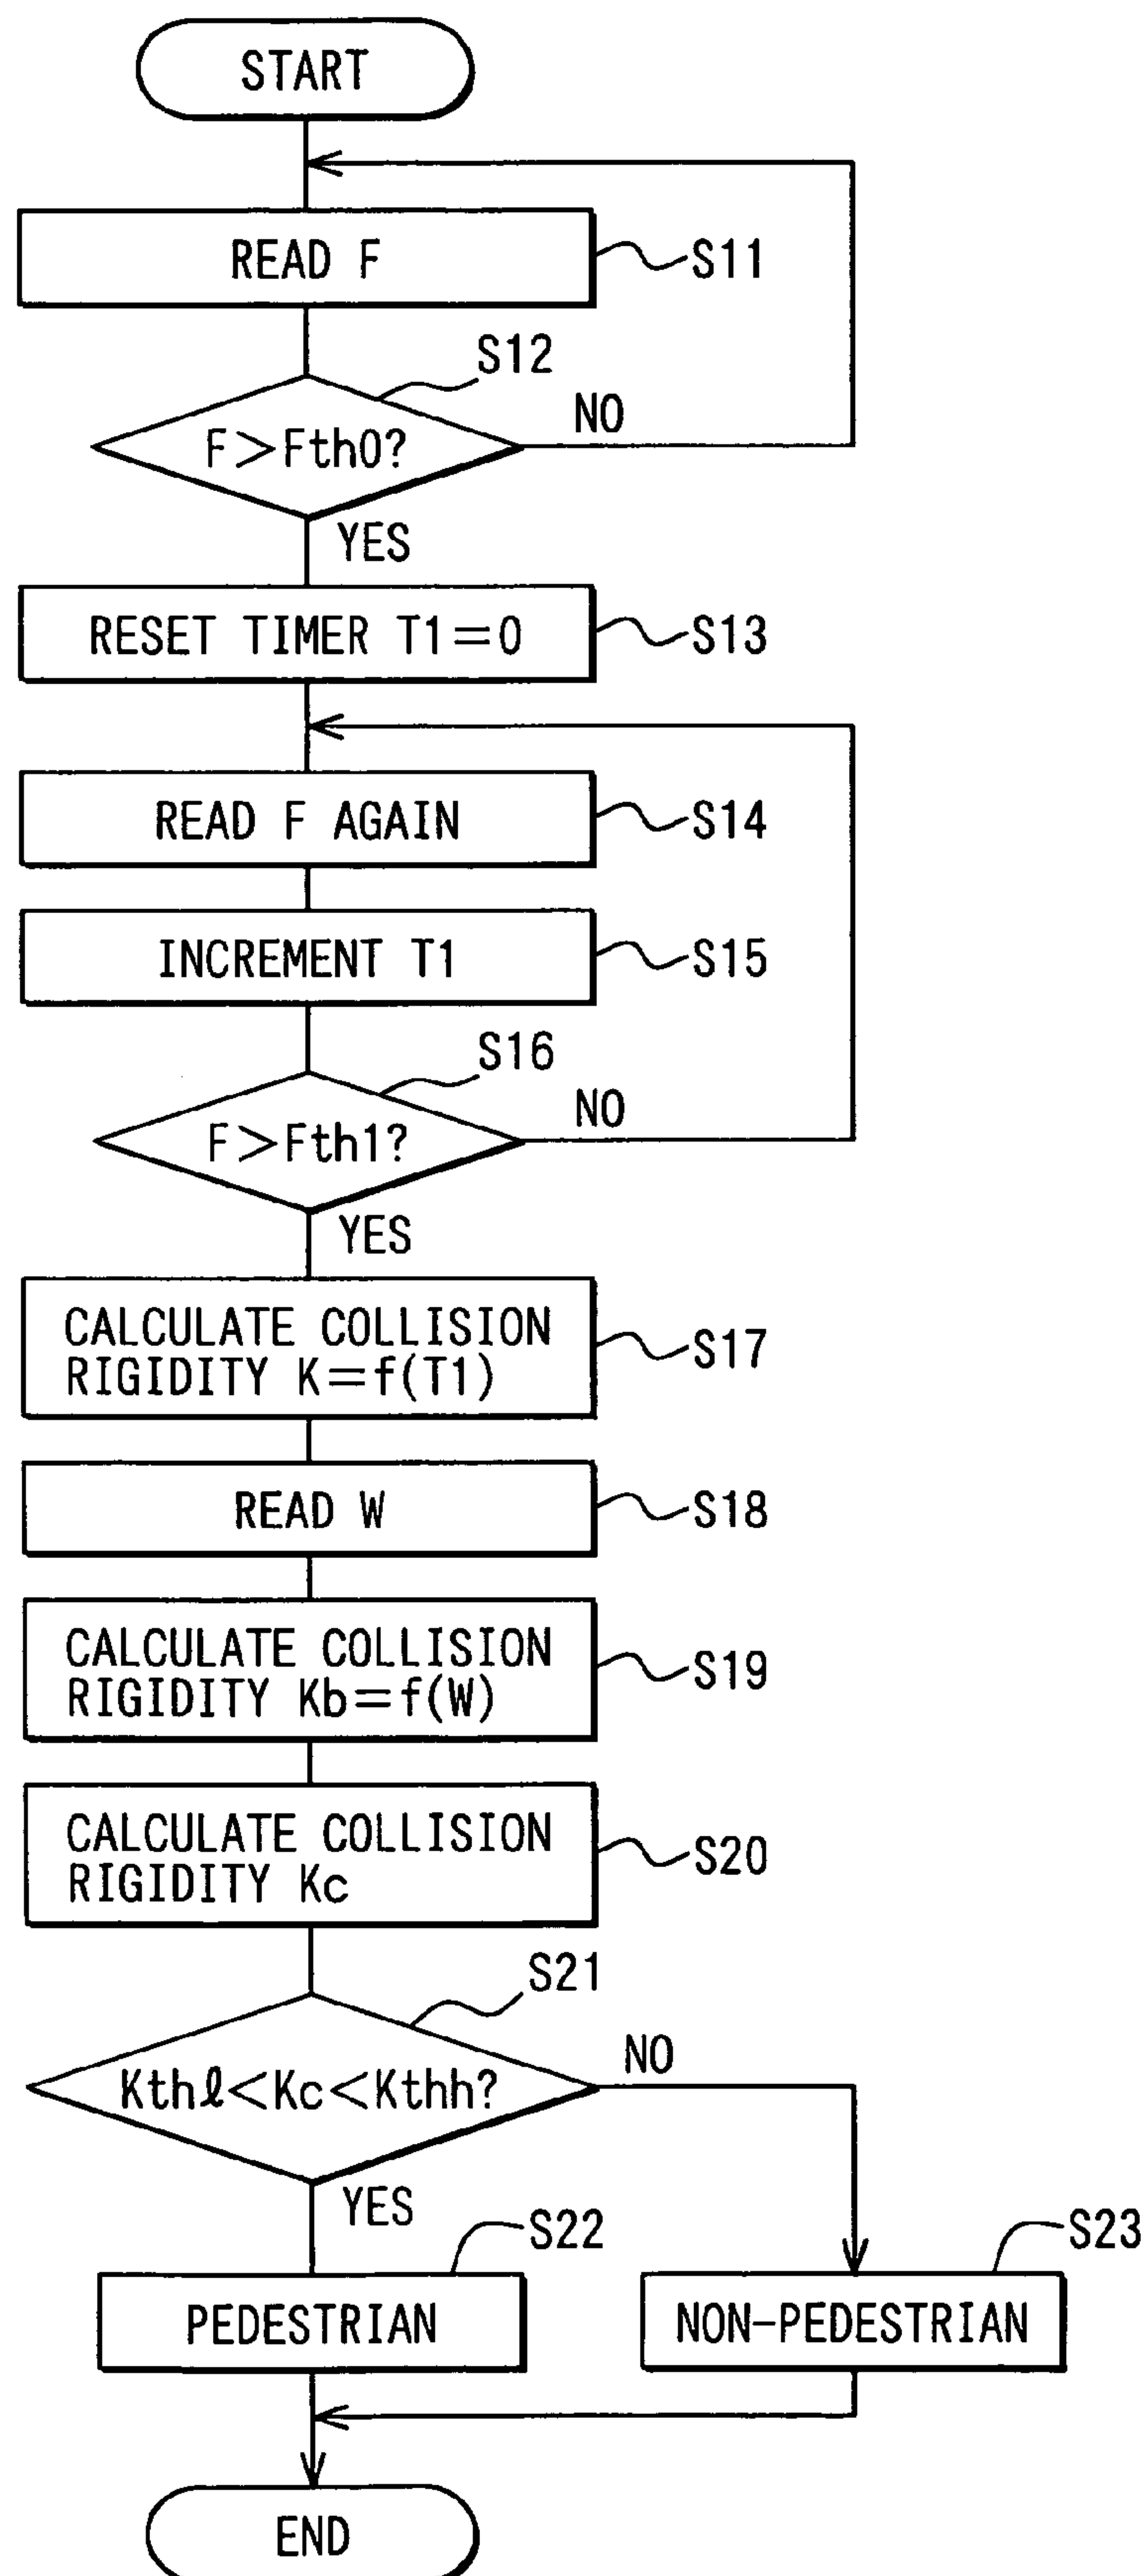 START
READ F
S11
S12
F>Fth0?
NO
YES
RESET TIMER T1=0
S13
READ F AGAIN
S14
INCREMENT T1
S15
S16
F>Fth1?
NO
YES
CALCULATE COLLISION
RIGIDITY K=f(T1)
S17
READ W
S18
CALCULATE COLLISION
RIGIDITY Kb=f(W)
S19
CALCULATE COLLISION
RIGIDITY Kc
S20
S21
Kthℓ<Kc<Kthh?
NO
YES
S22
S23
PEDESTRIAN
NON-PEDESTRIAN
END